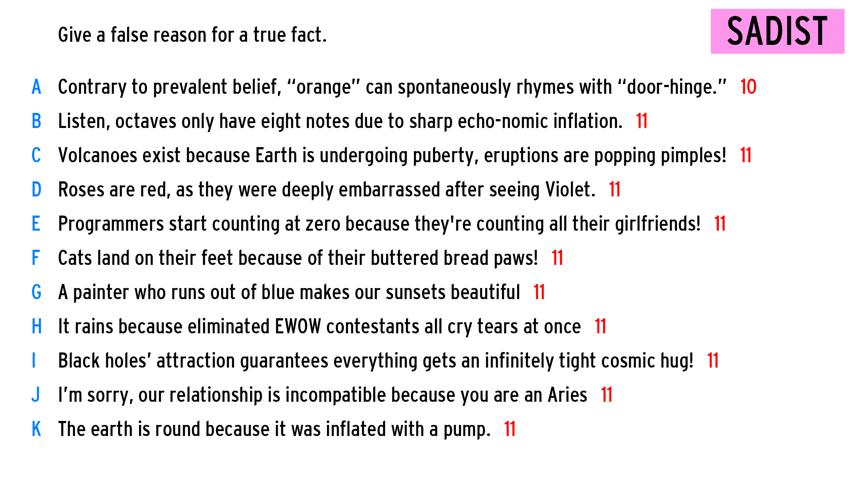 Give a false reason for a true fact.
SADIST
A Contrary to prevalent belief, “orange” can spontaneously rhymes with “door-hinge.” 10
B Listen, octaves only have eight notes due to sharp echo-nomic inflation. 11
C Volcanoes exist because Earth is undergoing puberty, eruptions are popping pimples! 11
D Roses are red, as they were deeply embarrassed after seeing Violet. 11
E Programmers start counting at zero because they're counting all their girlfriends! 11
F Cats land on their feet because of their buttered bread paws! 11
G A painter who runs out of blue makes our sunsets beautiful 11
H It rains because eliminated EWOW contestants all cry tears at once 11
I Black holes’ attraction guarantees everything gets an infinitely tight cosmic hug! 11
J I’m sorry, our relationship is incompatible because you are an Aries 11
K The earth is round because it was inflated with a pump. 11